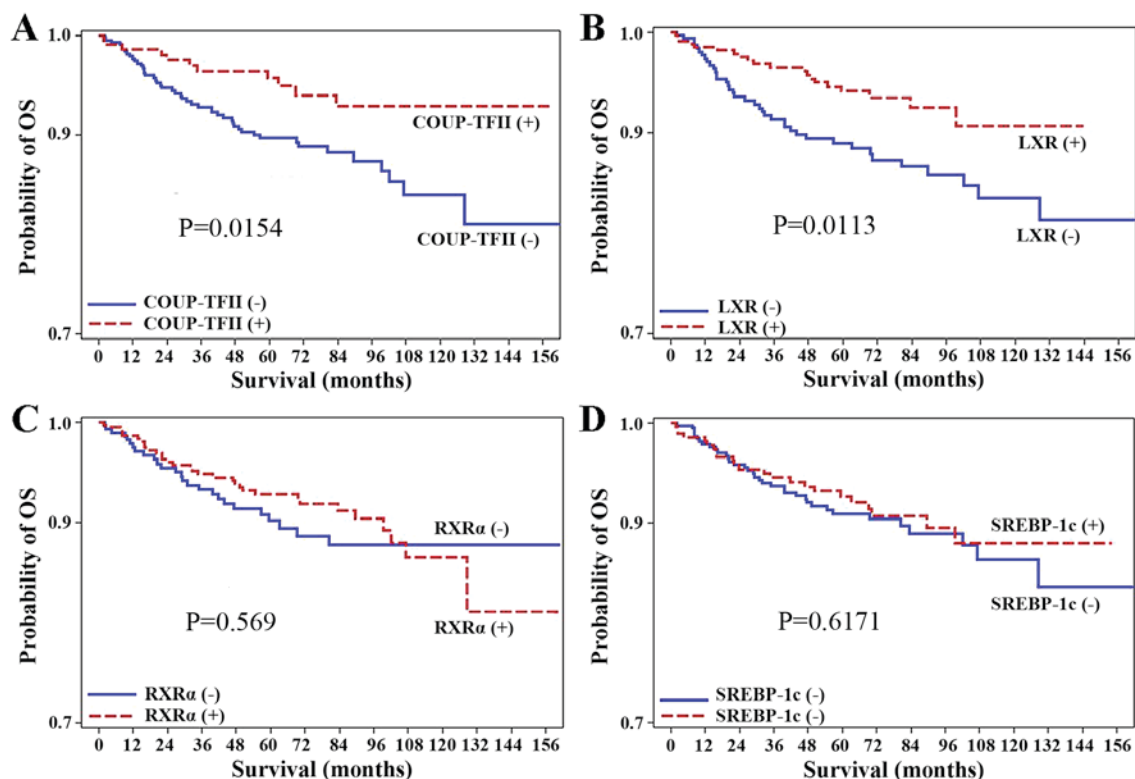 A
Probability of OS
1.0
0.9
0.7
COUP-TFII (+)
P=0.0154
COUP-TFII (-)
COUP-TFII (-)
COUP-TFII (+)
0 12 24 36 48 60 72 84 96 108 120 132 144 156
Survival (months)
B
Probability of OS
1.0
0.9
0.7
LXR (+)
P=0.0113
LXR (-)
LXR (-)
LXR (+)
0 12 24 36 48 60 72 84 96 108 120 132 144 156
Survival (months)
C
Probability of OS
1.0
0.9
0.7
RXRα (-)
P=0.569
RXRα (+)
RXRα (-)
RXRα (+)
0 12 24 36 48 60 72 84 96 108 120 132 144 156
Survival (months)
D
Probability of OS
1.0
0.9
0.7
SREBP-1c (+)
SREBP-1c (-)
P=0.6171
SREBP-1c (-)
SREBP-1c (-)
0 12 24 36 48 60 72 84 96 108 120 132 144 156
Survival (months)